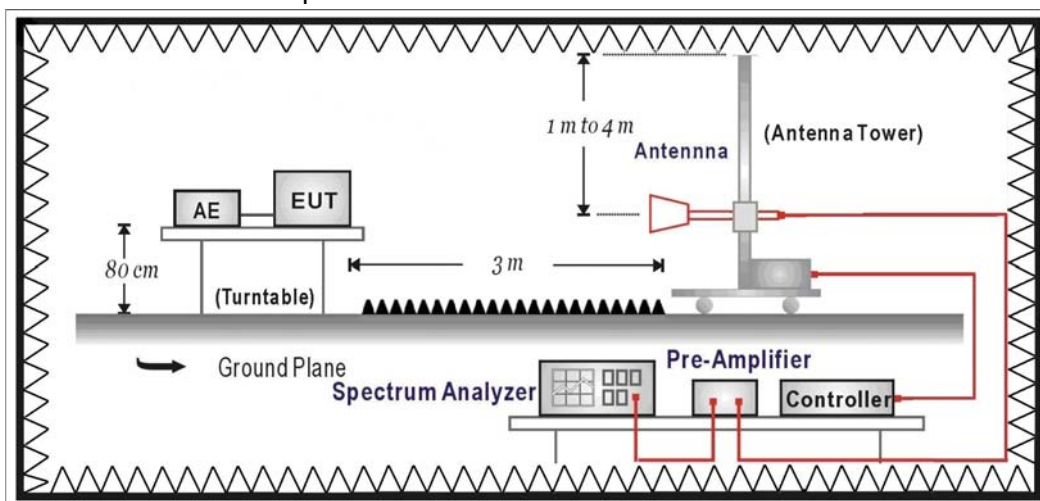 1 m to 4 m
(Antenna Tower)
Antennna
AE
EUT
80 cm
3 m
(Turntable)
Ground Plane
Pre-Amplifier
Spectrum Analyzer
Controller